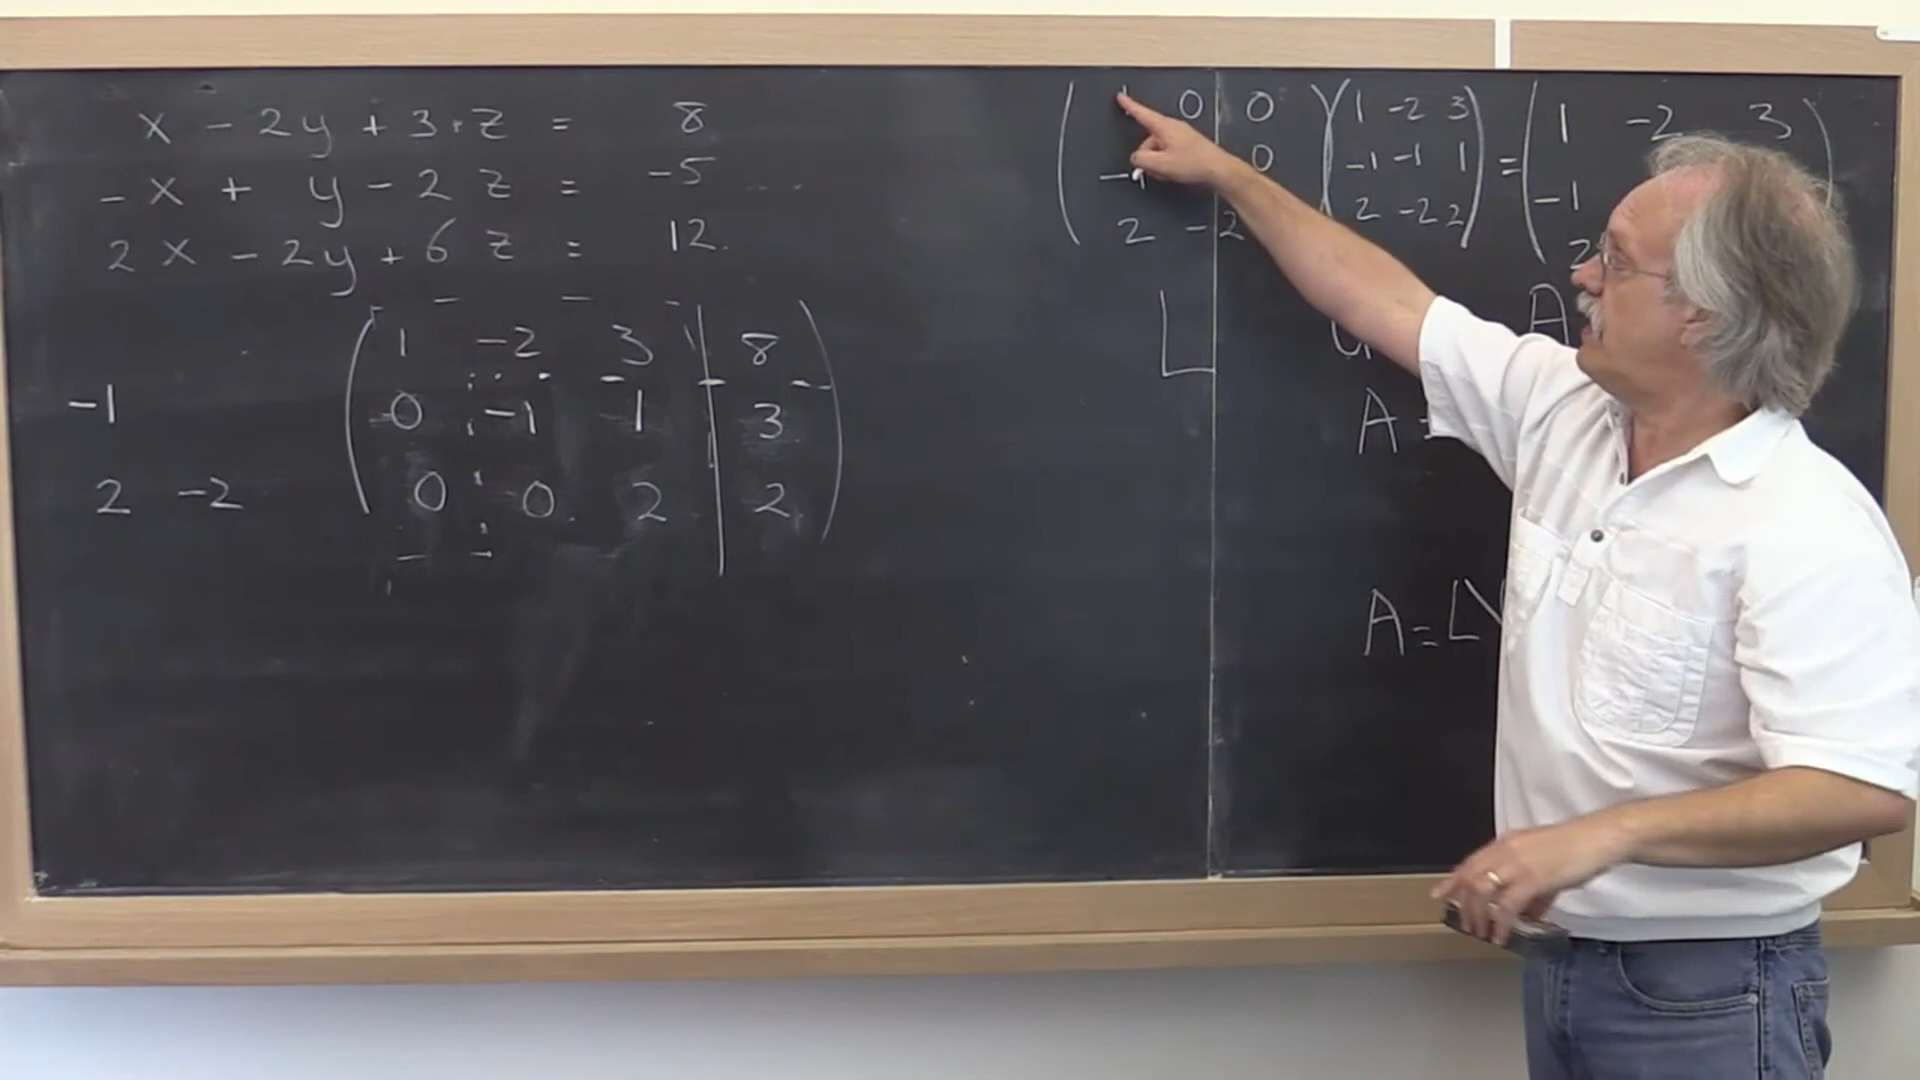 x - 2y + 3·z = 8
-x + y - 2z = -5
2x - 2y + 6z = 12.
( 1 -2 3 | 8 )
-1 ( 0 -1 1 | 3 )
2 -2 ( 0 0 2 | 2 )
( 1 0 0 )( 1 -2 3 ) = ( 1 -2 3 )
-1 0 -1 -1 1 -1
2 -2 2 -2 2 2
L U A
A =
A = L